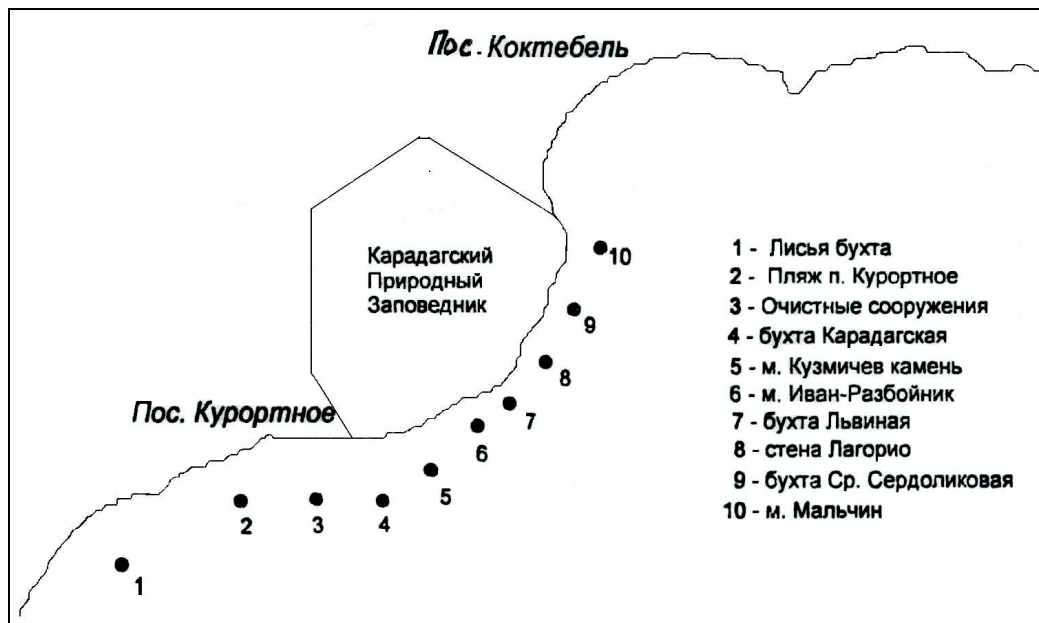 Пос. Коктебель
Карадагский
Природный
Заповедник
10
9
8
7
6
5
4
3
2
1
Пос. Курортное
1 - Лисья бухта
2 - Пляж п. Курортное
3 - Очистные сооружения
4 - бухта Карадагская
5 - м. Кузмичев камень
6 - м. Иван-Разбойник
7 - бухта Львиная
8 - стена Лагорио
9 - бухта Ср. Сердоликовая
10 - м. Мальчин